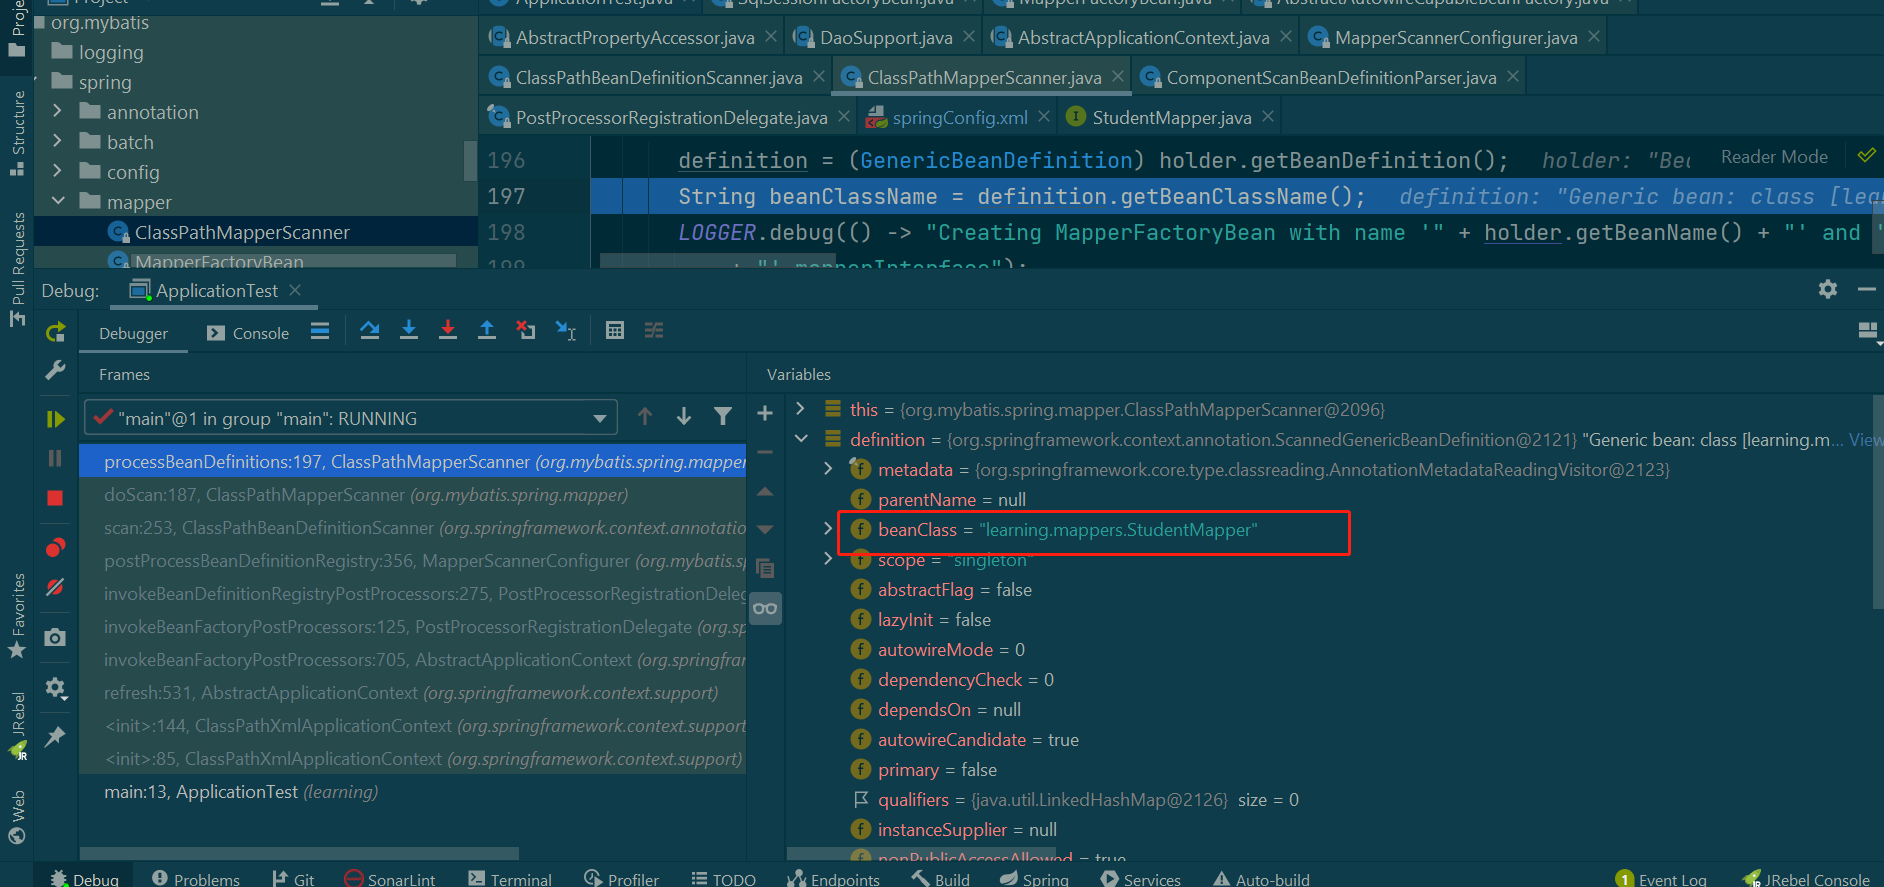 Project
ApplicationTest.java
SqlSessionFactoryBean.java
MapperFactoryBean.java
AbstractAutowireCapableBeanFactory.java
org.mybatis
logging
spring
annotation
batch
config
mapper
ClassPathMapperScanner
MapperFactoryBean
AbstractPropertyAccessor.java
DaoSupport.java
AbstractApplicationContext.java
MapperScannerConfigurer.java
ClassPathBeanDefinitionScanner.java
ClassPathMapperScanner.java
ComponentScanBeanDefinitionParser.java
PostProcessorRegistrationDelegate.java
springConfig.xml
StudentMapper.java
196 definition = (GenericBeanDefinition) holder.getBeanDefinition(); holder: "Be
Reader Mode
197 String beanClassName = definition.getBeanClassName(); definition: "Generic bean: class [lea
198 LOGGER.debug(() -> "Creating MapperFactoryBean with name '" + holder.getBeanName() + "' and '
199 + "' mapperInterface");
Structure
Pull Requests
Favorites
JRebel
Web
Debug:
ApplicationTest
Debugger
Console
Frames
"main"@1 in group "main": RUNNING
processBeanDefinitions:197, ClassPathMapperScanner (org.mybatis.spring.mapper
doScan:187, ClassPathMapperScanner (org.mybatis.spring.mapper)
scan:253, ClassPathBeanDefinitionScanner (org.springframework.context.annotatio
postProcessBeanDefinitionRegistry:356, MapperScannerConfigurer (org.mybatis.s
invokeBeanDefinitionRegistryPostProcessors:275, PostProcessorRegistrationDeleg
invokeBeanFactoryPostProcessors:125, PostProcessorRegistrationDelegate (org.s
invokeBeanFactoryPostProcessors:705, AbstractApplicationContext (org.springfra
refresh:531, AbstractApplicationContext (org.springframework.context.support)
<init>:144, ClassPathXmlApplicationContext (org.springframework.context.support
<init>:85, ClassPathXmlApplicationContext (org.springframework.context.support)
main:13, ApplicationTest (learning)
Variables
this = {org.mybatis.spring.mapper.ClassPathMapperScanner@2096}
definition = {org.springframework.context.annotation.ScannedGenericBeanDefinition@2121} "Generic bean: class [learning.m... View
metadata = {org.springframework.core.type.classreading.AnnotationMetadataReadingVisitor@2123}
parentName = null
beanClass = "learning.mappers.StudentMapper"
scope = "singleton"
abstractFlag = false
lazyInit = false
autowireMode = 0
dependencyCheck = 0
dependsOn = null
autowireCandidate = true
primary = false
qualifiers = {java.util.LinkedHashMap@2126} size = 0
instanceSupplier = null
nonPublicAccessAllowed = true
Debug
Problems
Git
SonarLint
Terminal
Profiler
TODO
Endpoints
Build
Spring
Services
Auto-build
1 Event Log
JRebel Console